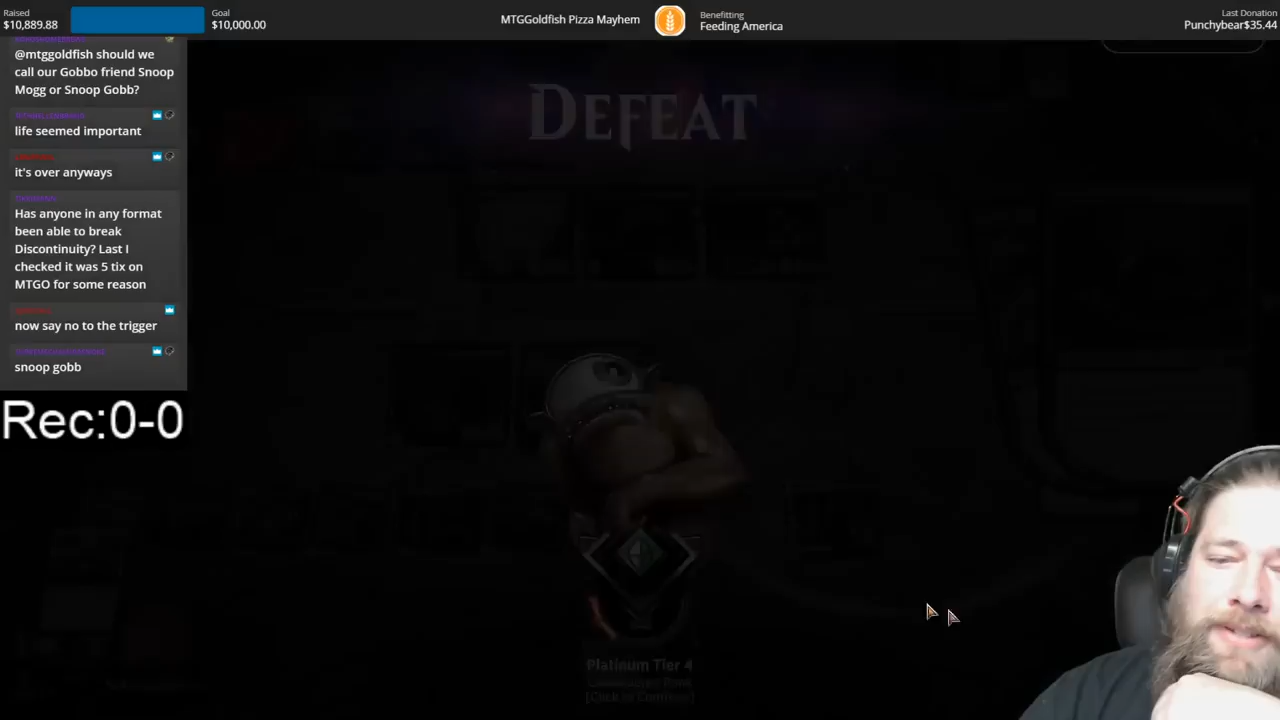 Raised
$10,889.88
Goal
$10,000.00
MTGGoldfish Pizza Mayhem
Benefitting
Feeding America
Last Donation
Punchybear$35.44
@mtggoldfish should we
call our Gobbo friend Snoop
Mogg or Snoop Gobb?
life seemed important
it's over anyways
Has anyone in any format
been able to break
Discontinuity? Last I
checked it was 5 tix on
MTGO for some reason
now say no to the trigger
snoop gobb
Rec:0-0
DEFEAT
Platinum Tier 4
[Click to Continue]